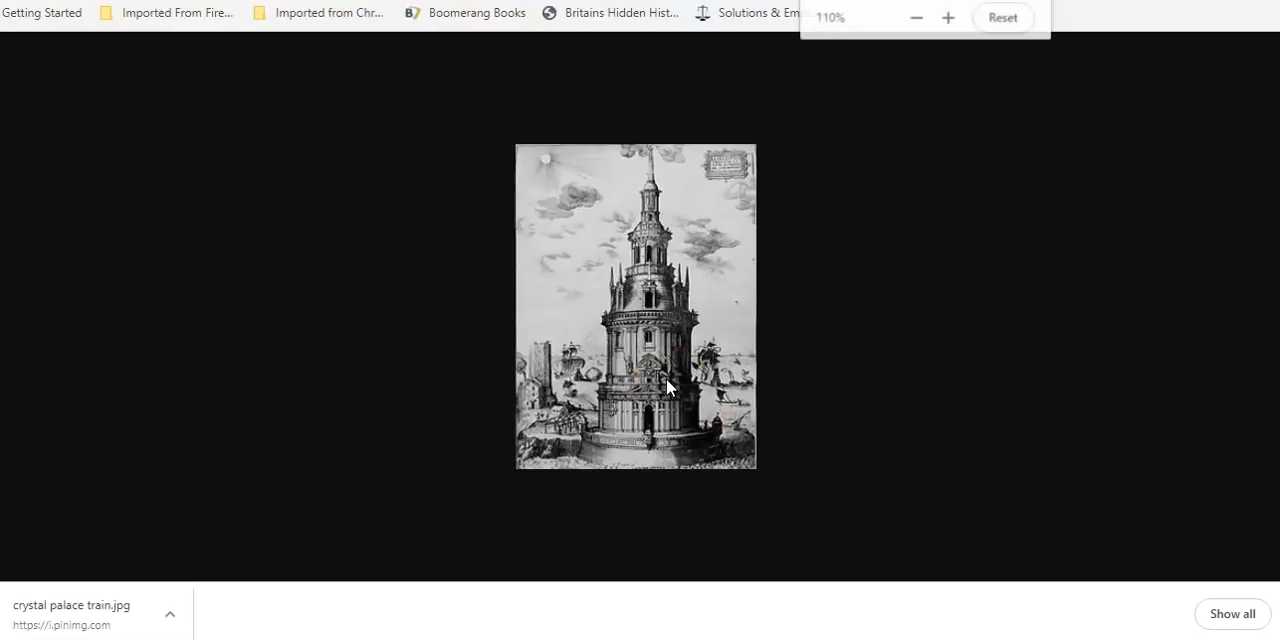 Getting Started
Imported From Fire...
Imported from Chr...
B7 Boomerang Books
Britains Hidden Hist...
Solutions & Em
110%
Reset
crystal palace train.jpg
https://i.pinimg.com
Show all